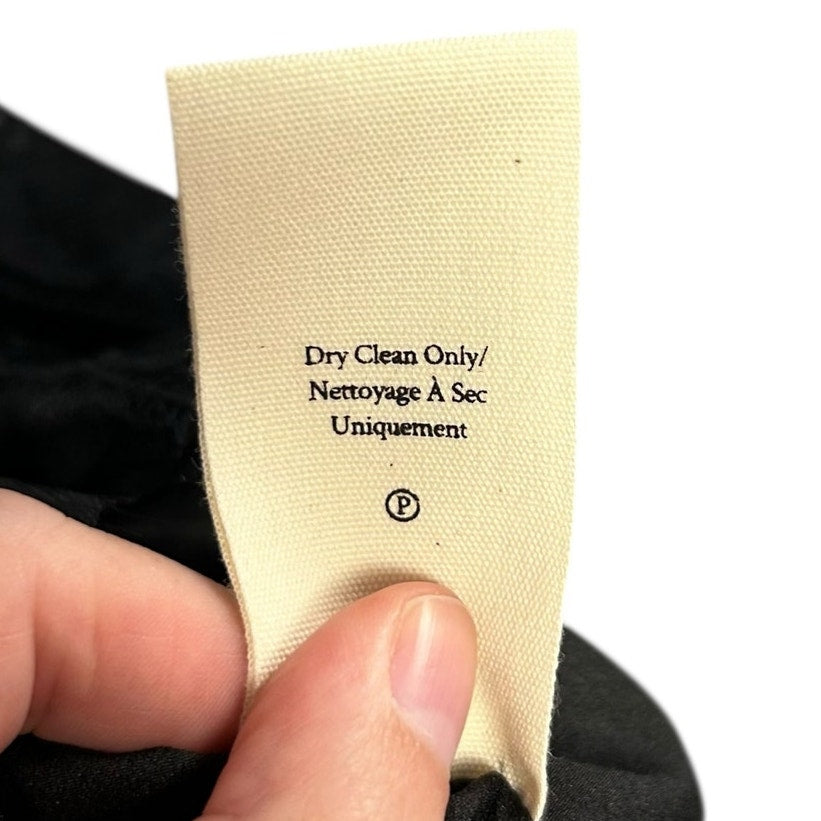 Dry Clean Only/
Nettoyage À Sec
Uniquement
Ⓟ